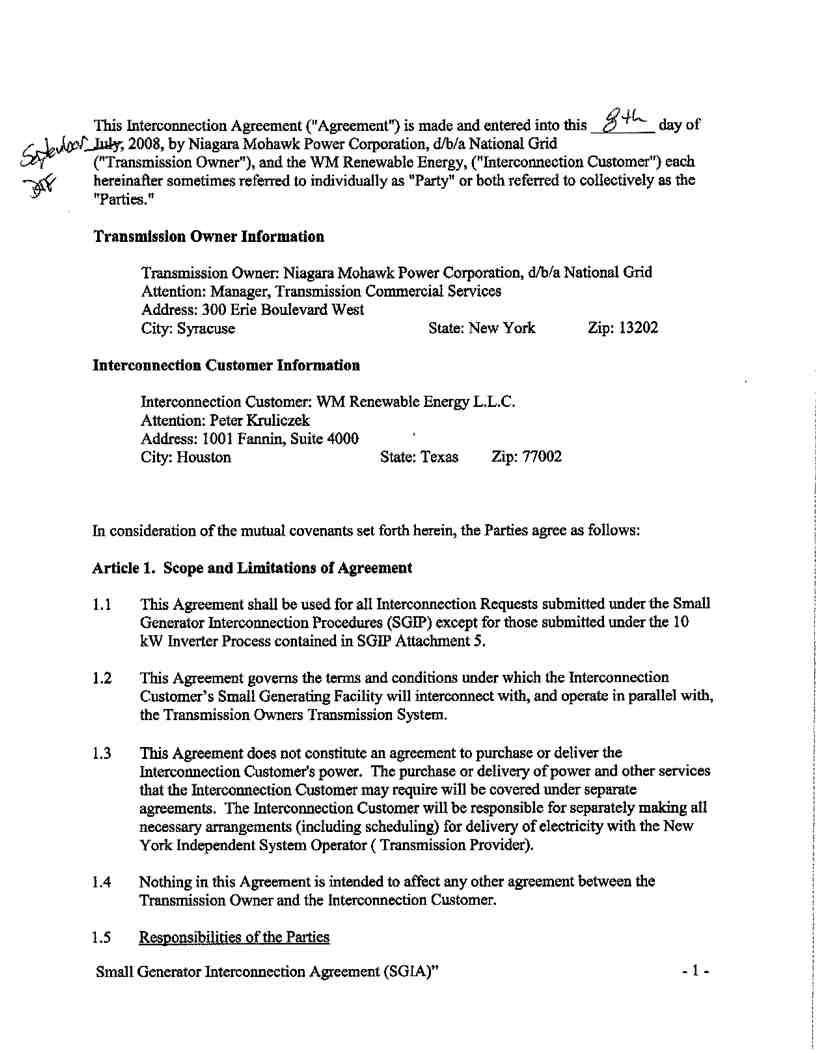 This Interconnection Agreement ("Agreement") is made and entered into this 8th day of
September July, 2008, by Niagara Mohawk Power Corporation, d/b/a National Grid
("Transmission Owner"), and the WM Renewable Energy, ("Interconnection Customer") each
hereinafter sometimes referred to individually as "Party" or both referred to collectively as the
"Parties."
Transmission Owner Information
Transmission Owner: Niagara Mohawk Power Corporation, d/b/a National Grid
Attention: Manager, Transmission Commercial Services
Address: 300 Erie Boulevard West
City: Syracuse State: New York Zip: 13202
Interconnection Customer Information
Interconnection Customer: WM Renewable Energy L.L.C.
Attention: Peter Kruliczek
Address: 1001 Fannin, Suite 4000
City: Houston State: Texas Zip: 77002
In consideration of the mutual covenants set forth herein, the Parties agree as follows:
Article 1. Scope and Limitations of Agreement
1.1 This Agreement shall be used for all Interconnection Requests submitted under the Small
Generator Interconnection Procedures (SGIP) except for those submitted under the 10
kW Inverter Process contained in SGIP Attachment 5.
1.2 This Agreement governs the terms and conditions under which the Interconnection
Customer's Small Generating Facility will interconnect with, and operate in parallel with,
the Transmission Owners Transmission System.
1.3 This Agreement does not constitute an agreement to purchase or deliver the
Interconnection Customer's power. The purchase or delivery of power and other services
that the Interconnection Customer may require will be covered under separate
agreements. The Interconnection Customer will be responsible for separately making all
necessary arrangements (including scheduling) for delivery of electricity with the New
York Independent System Operator ( Transmission Provider).
1.4 Nothing in this Agreement is intended to affect any other agreement between the
Transmission Owner and the Interconnection Customer.
1.5 Responsibilities of the Parties
Small Generator Interconnection Agreement (SGIA)" - 1 -